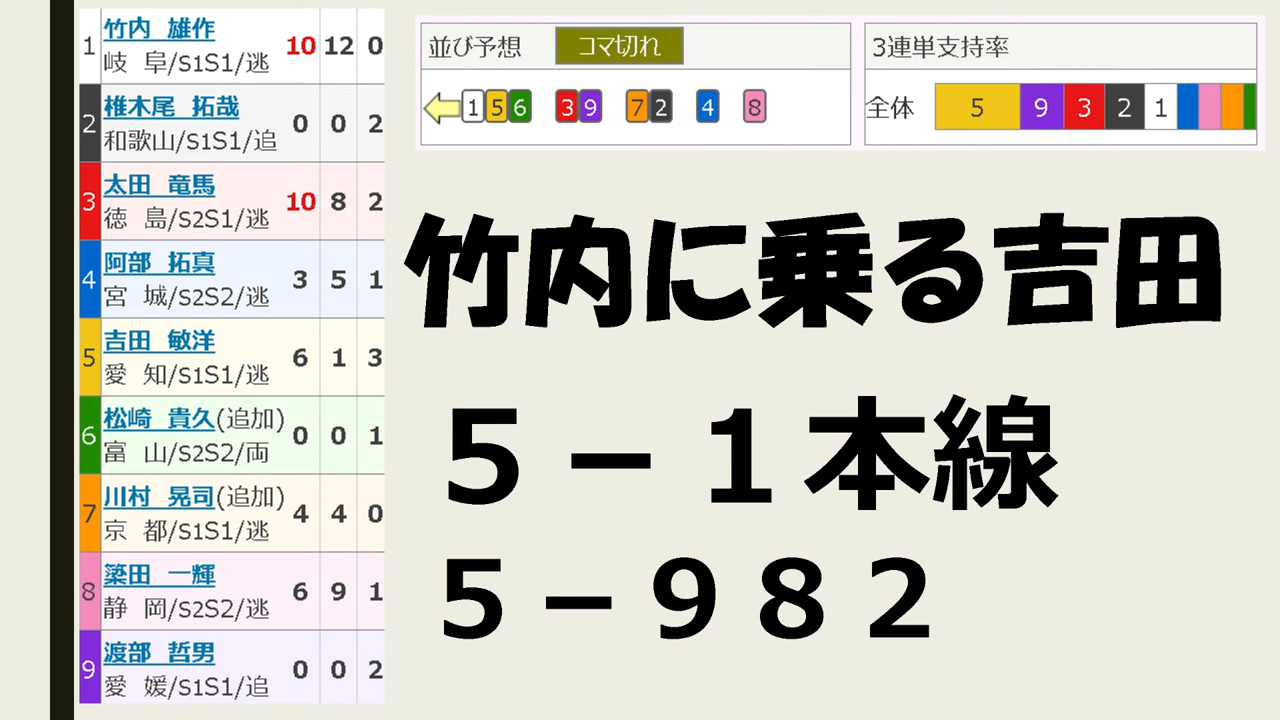 1 竹内 雄作 10 12 0
岐 阜/S1S1/逃
2 椎木尾 拓哉 0 0 2
和歌山/S1S1/追
3 太田 竜馬 10 8 2
徳 島/S2S1/逃
4 阿部 拓真 3 5 1
宮 城/S2S2/逃
5 吉田 敏洋 6 1 3
愛 知/S1S1/逃
6 松崎 貴久(追加) 0 0 1
富 山/S2S2/両
7 川村 晃司(追加) 4 4 0
京 都/S1S1/逃
8 簗田 一輝 6 9 1
静 岡/S2S2/逃
9 渡部 哲男 0 0 2
愛 媛/S1S1/追
並び予想 コマ切れ
1 5 6 3 9 7 2 4 8
3連単支持率
全体 5 9 3 2 1
竹内に乗る吉田
5－1本線
5－982